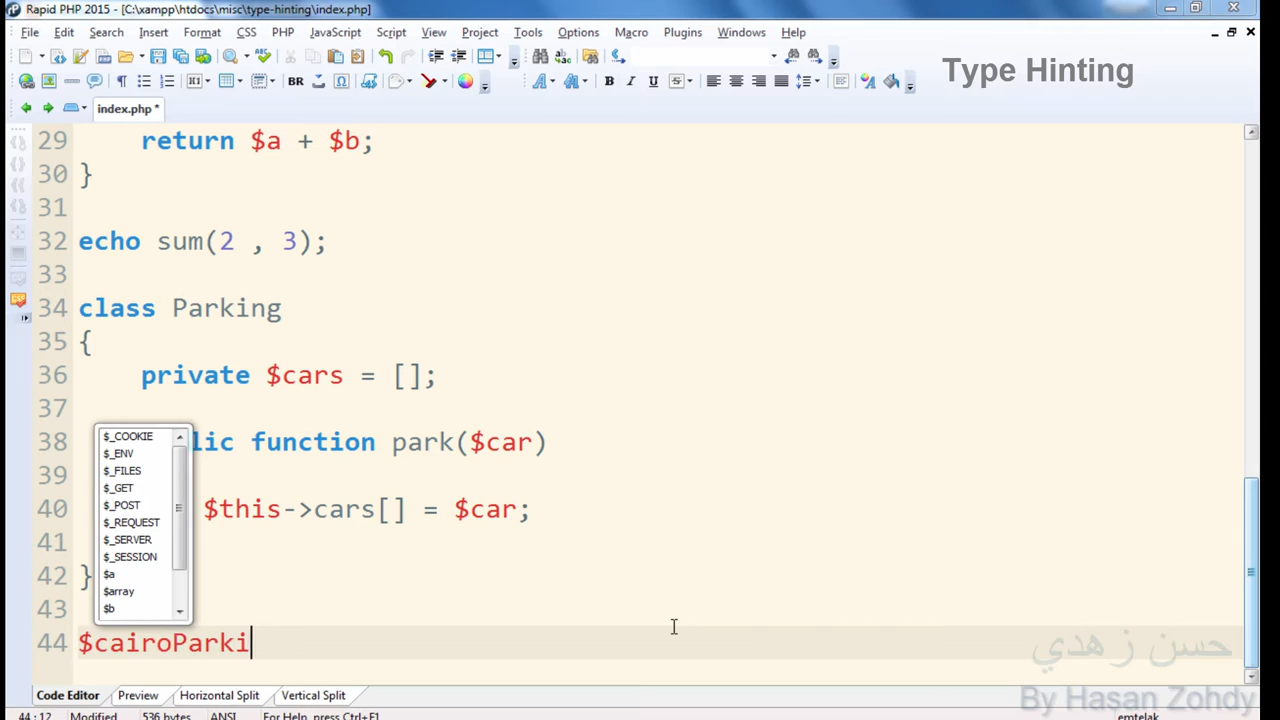 Rapid PHP 2015 - [C:\xampp\htdocs\misc\type-hinting\index.php]
File Edit Search Insert Format CSS PHP JavaScript Script View Project Tools Options Macro Plugins Windows Help
Type Hinting
index.php *
29 return $a + $b;
30 }
31
32 echo sum(2 , 3);
33
34 class Parking
35 {
36 private $cars = [];
37
38 lic function park($car)
39
40 $this->cars[] = $car;
41
42 }
43
44 $cairoParki
$_COOKIE
$_ENV
$_FILES
$_GET
$_POST
$_REQUEST
$_SERVER
$_SESSION
$a
$array
$b
حسن زهدي
By Hasan Zohdy
Code Editor Preview Horizontal Split Vertical Split
44 : 12 Modified 536 bytes ANSI For Help, press Ctrl+F1 emtelak